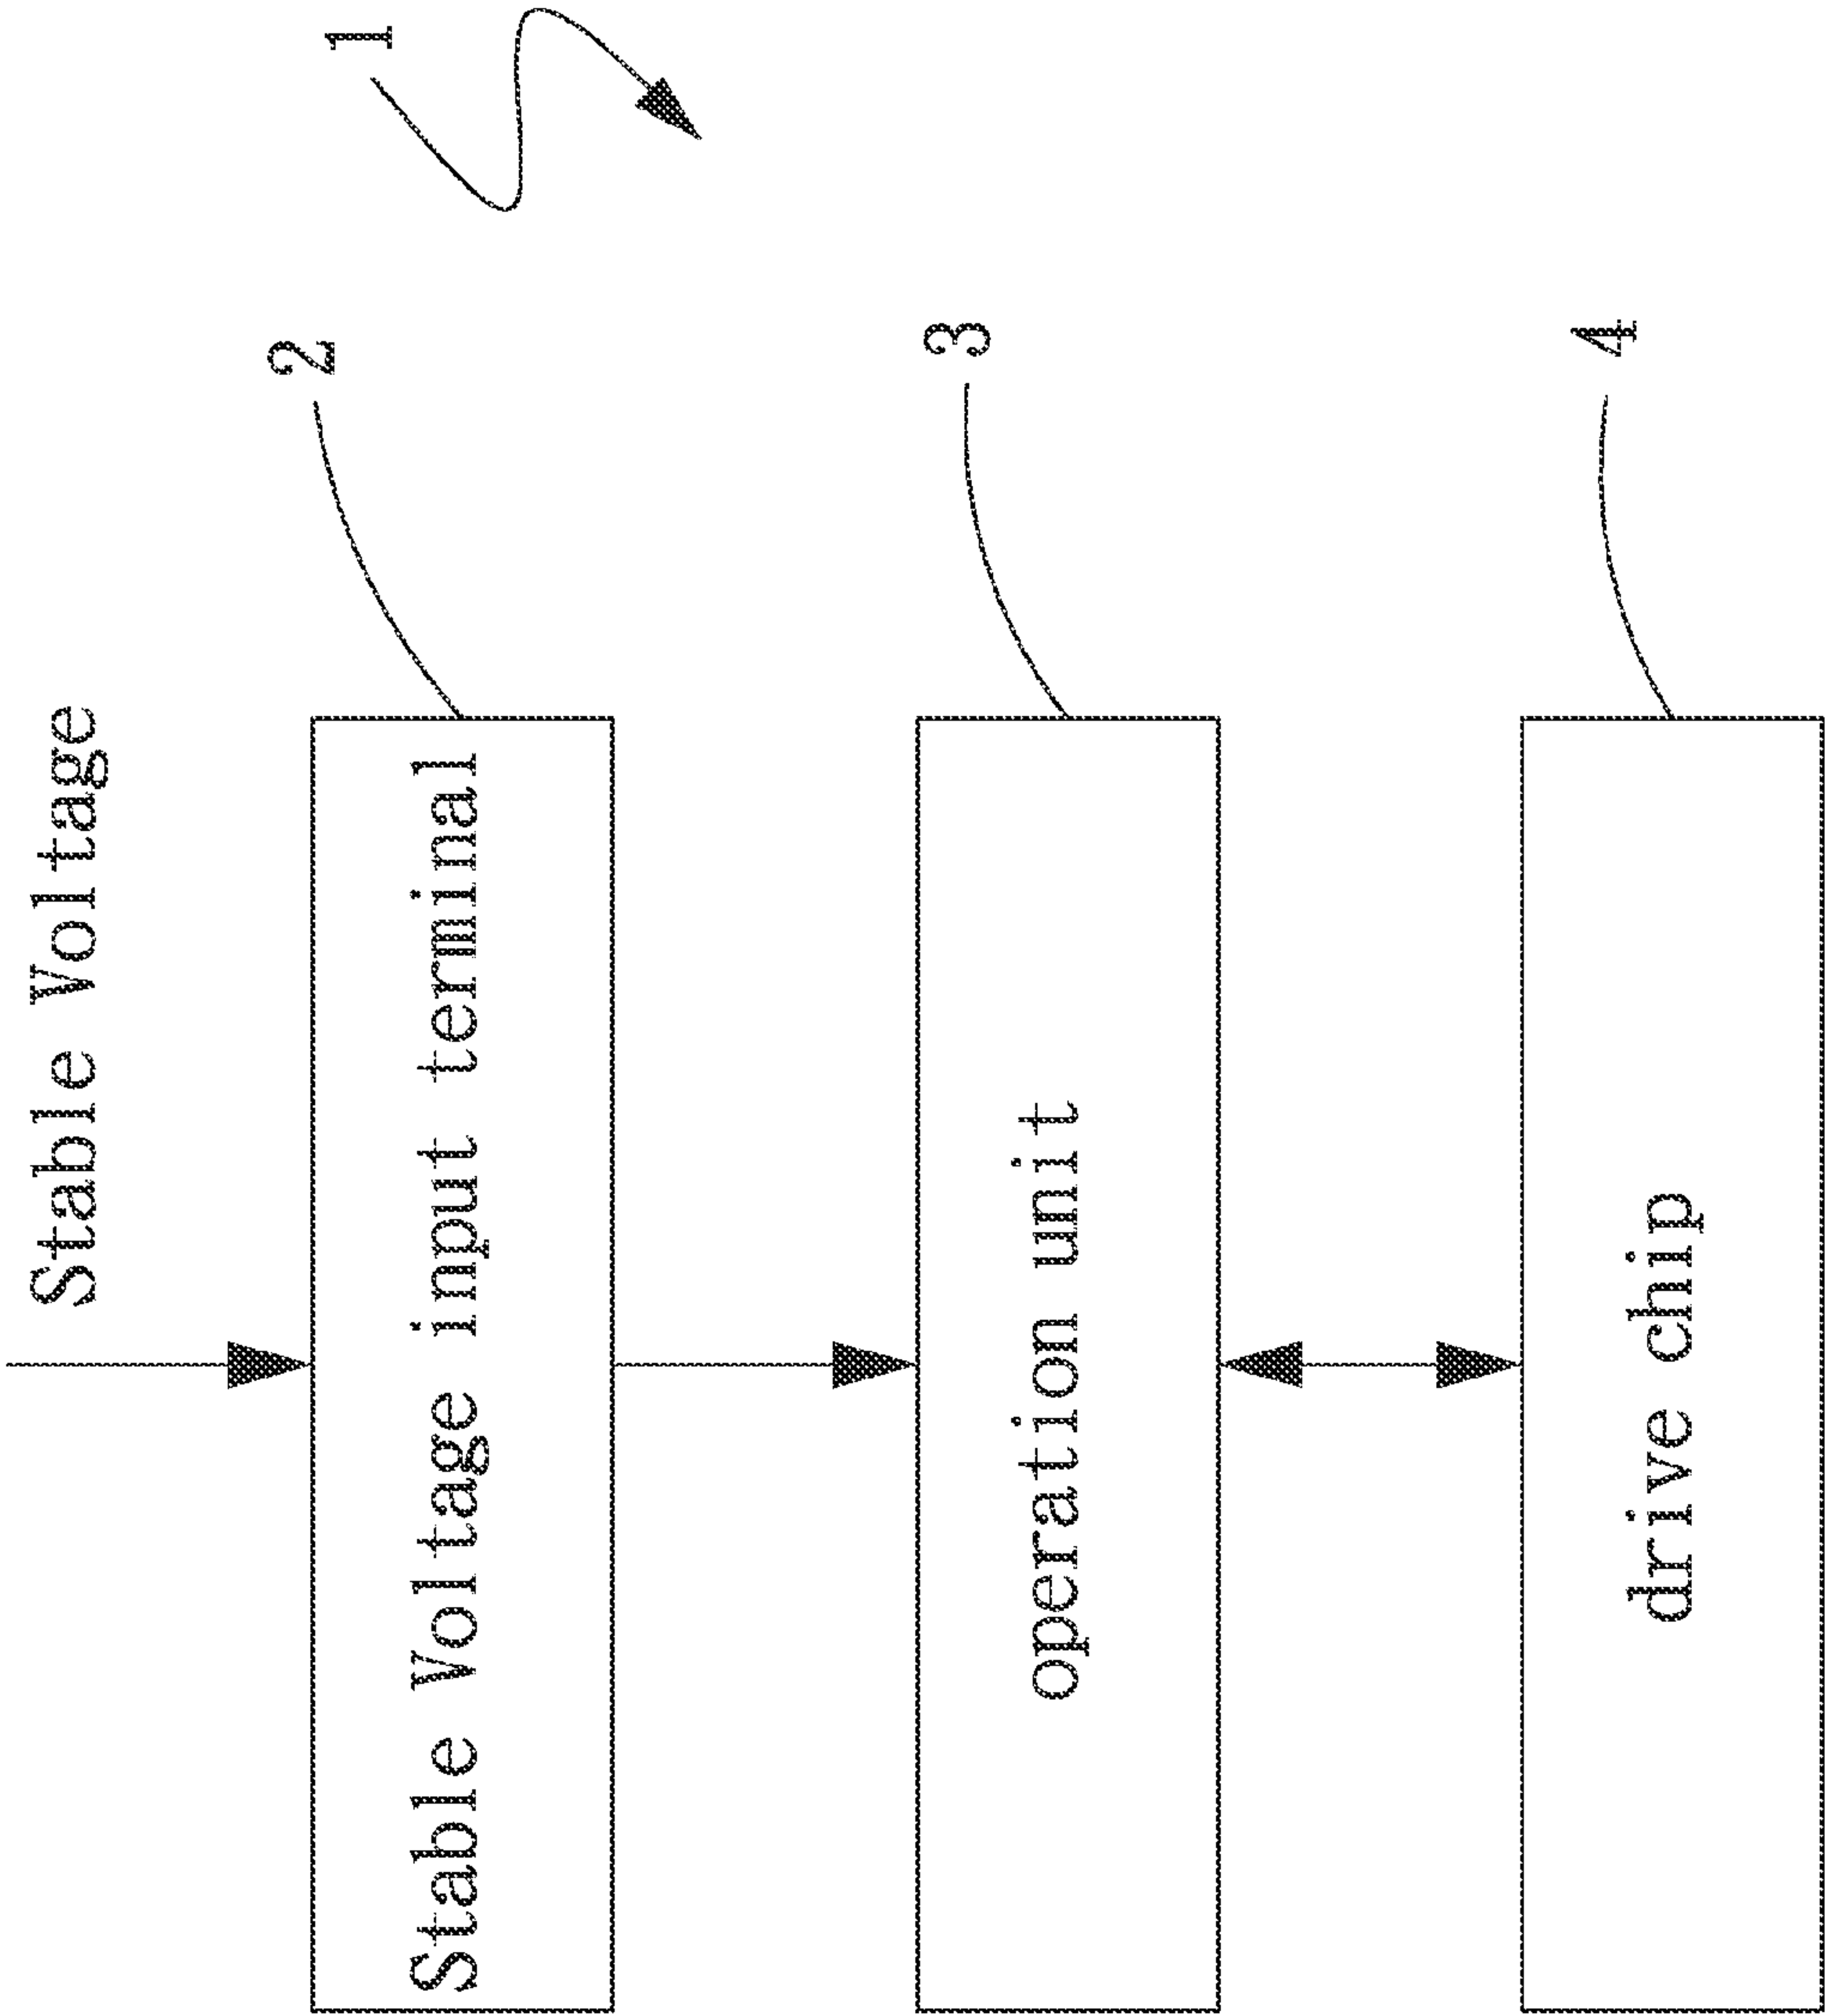 1
Stable Voltage
2
Stable Voltage input terminal
3
operation unit
4
drive chip